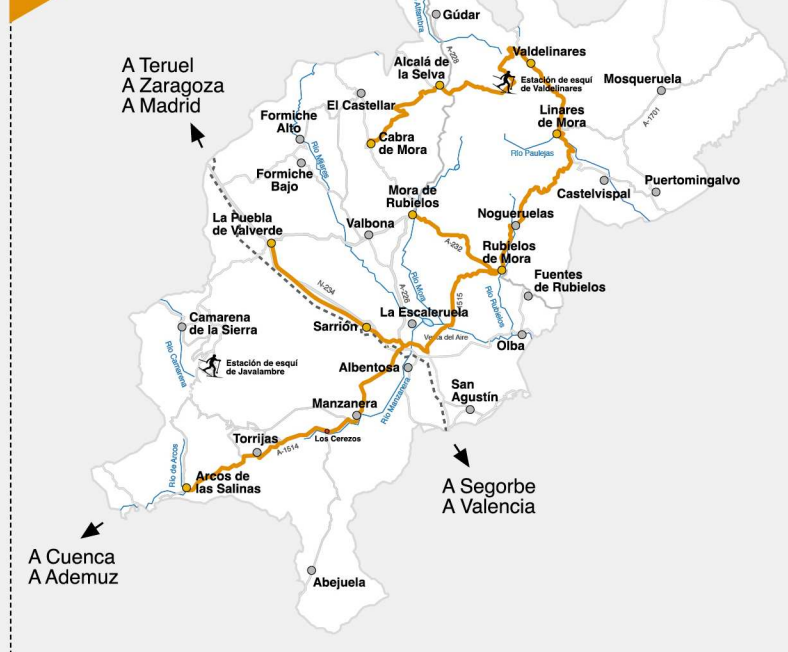 Gúdar
Alfambra
A-228
Valdelinares
Alcalá de
la Selva
Estación de esquí
de Valdelinares
Mosqueruela
A Teruel
A Zaragoza
A Madrid
El Castellar
Linares
de Mora
A-1701
Formiche
Alto
Cabra
de Mora
Río Paulejas
Río Mijares
Formiche
Bajo
Castelvispal
Puertomingalvo
Mora de
Rubielos
La Puebla
de Valverde
Valbona
Nogueruelas
A-232
Rubielos
de Mora
Fuentes
de Rubielos
N-234
A-228
Río Mora
1515
Río Rubielos
Camarena
de la Sierra
Sarrión
La Escaleruela
Venta del Aire
Olba
Río Camarena
Estación de esquí
de Javalambre
Albentosa
San
Agustín
Manzanera
Río Manzanera
Los Cerezos
Torrijas
A-1514
Río de Arcos
Arcos de
las Salinas
A Segorbe
A Valencia
A Cuenca
A Ademuz
Abejuela